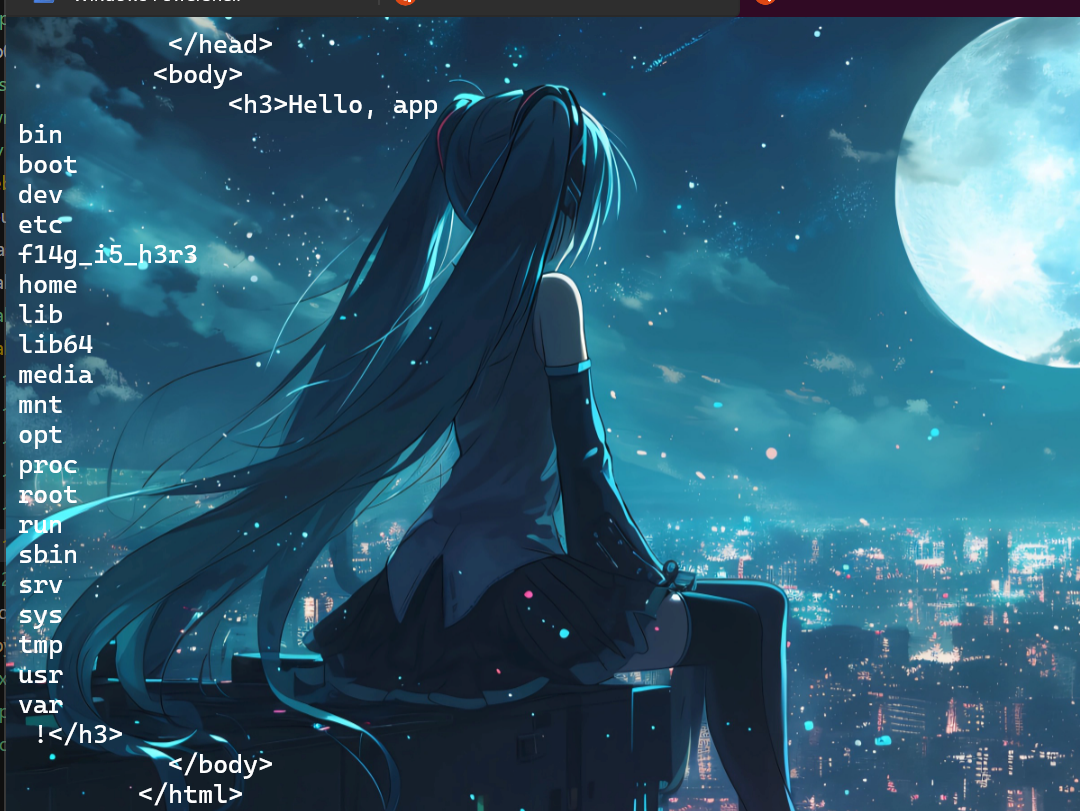 </head>
<body>
<h3>Hello, app
bin
boot
dev
etc
f14g_i5_h3r3
home
lib
lib64
media
mnt
opt
proc
root
run
sbin
srv
sys
tmp
usr
var
!</h3>
</body>
</html>